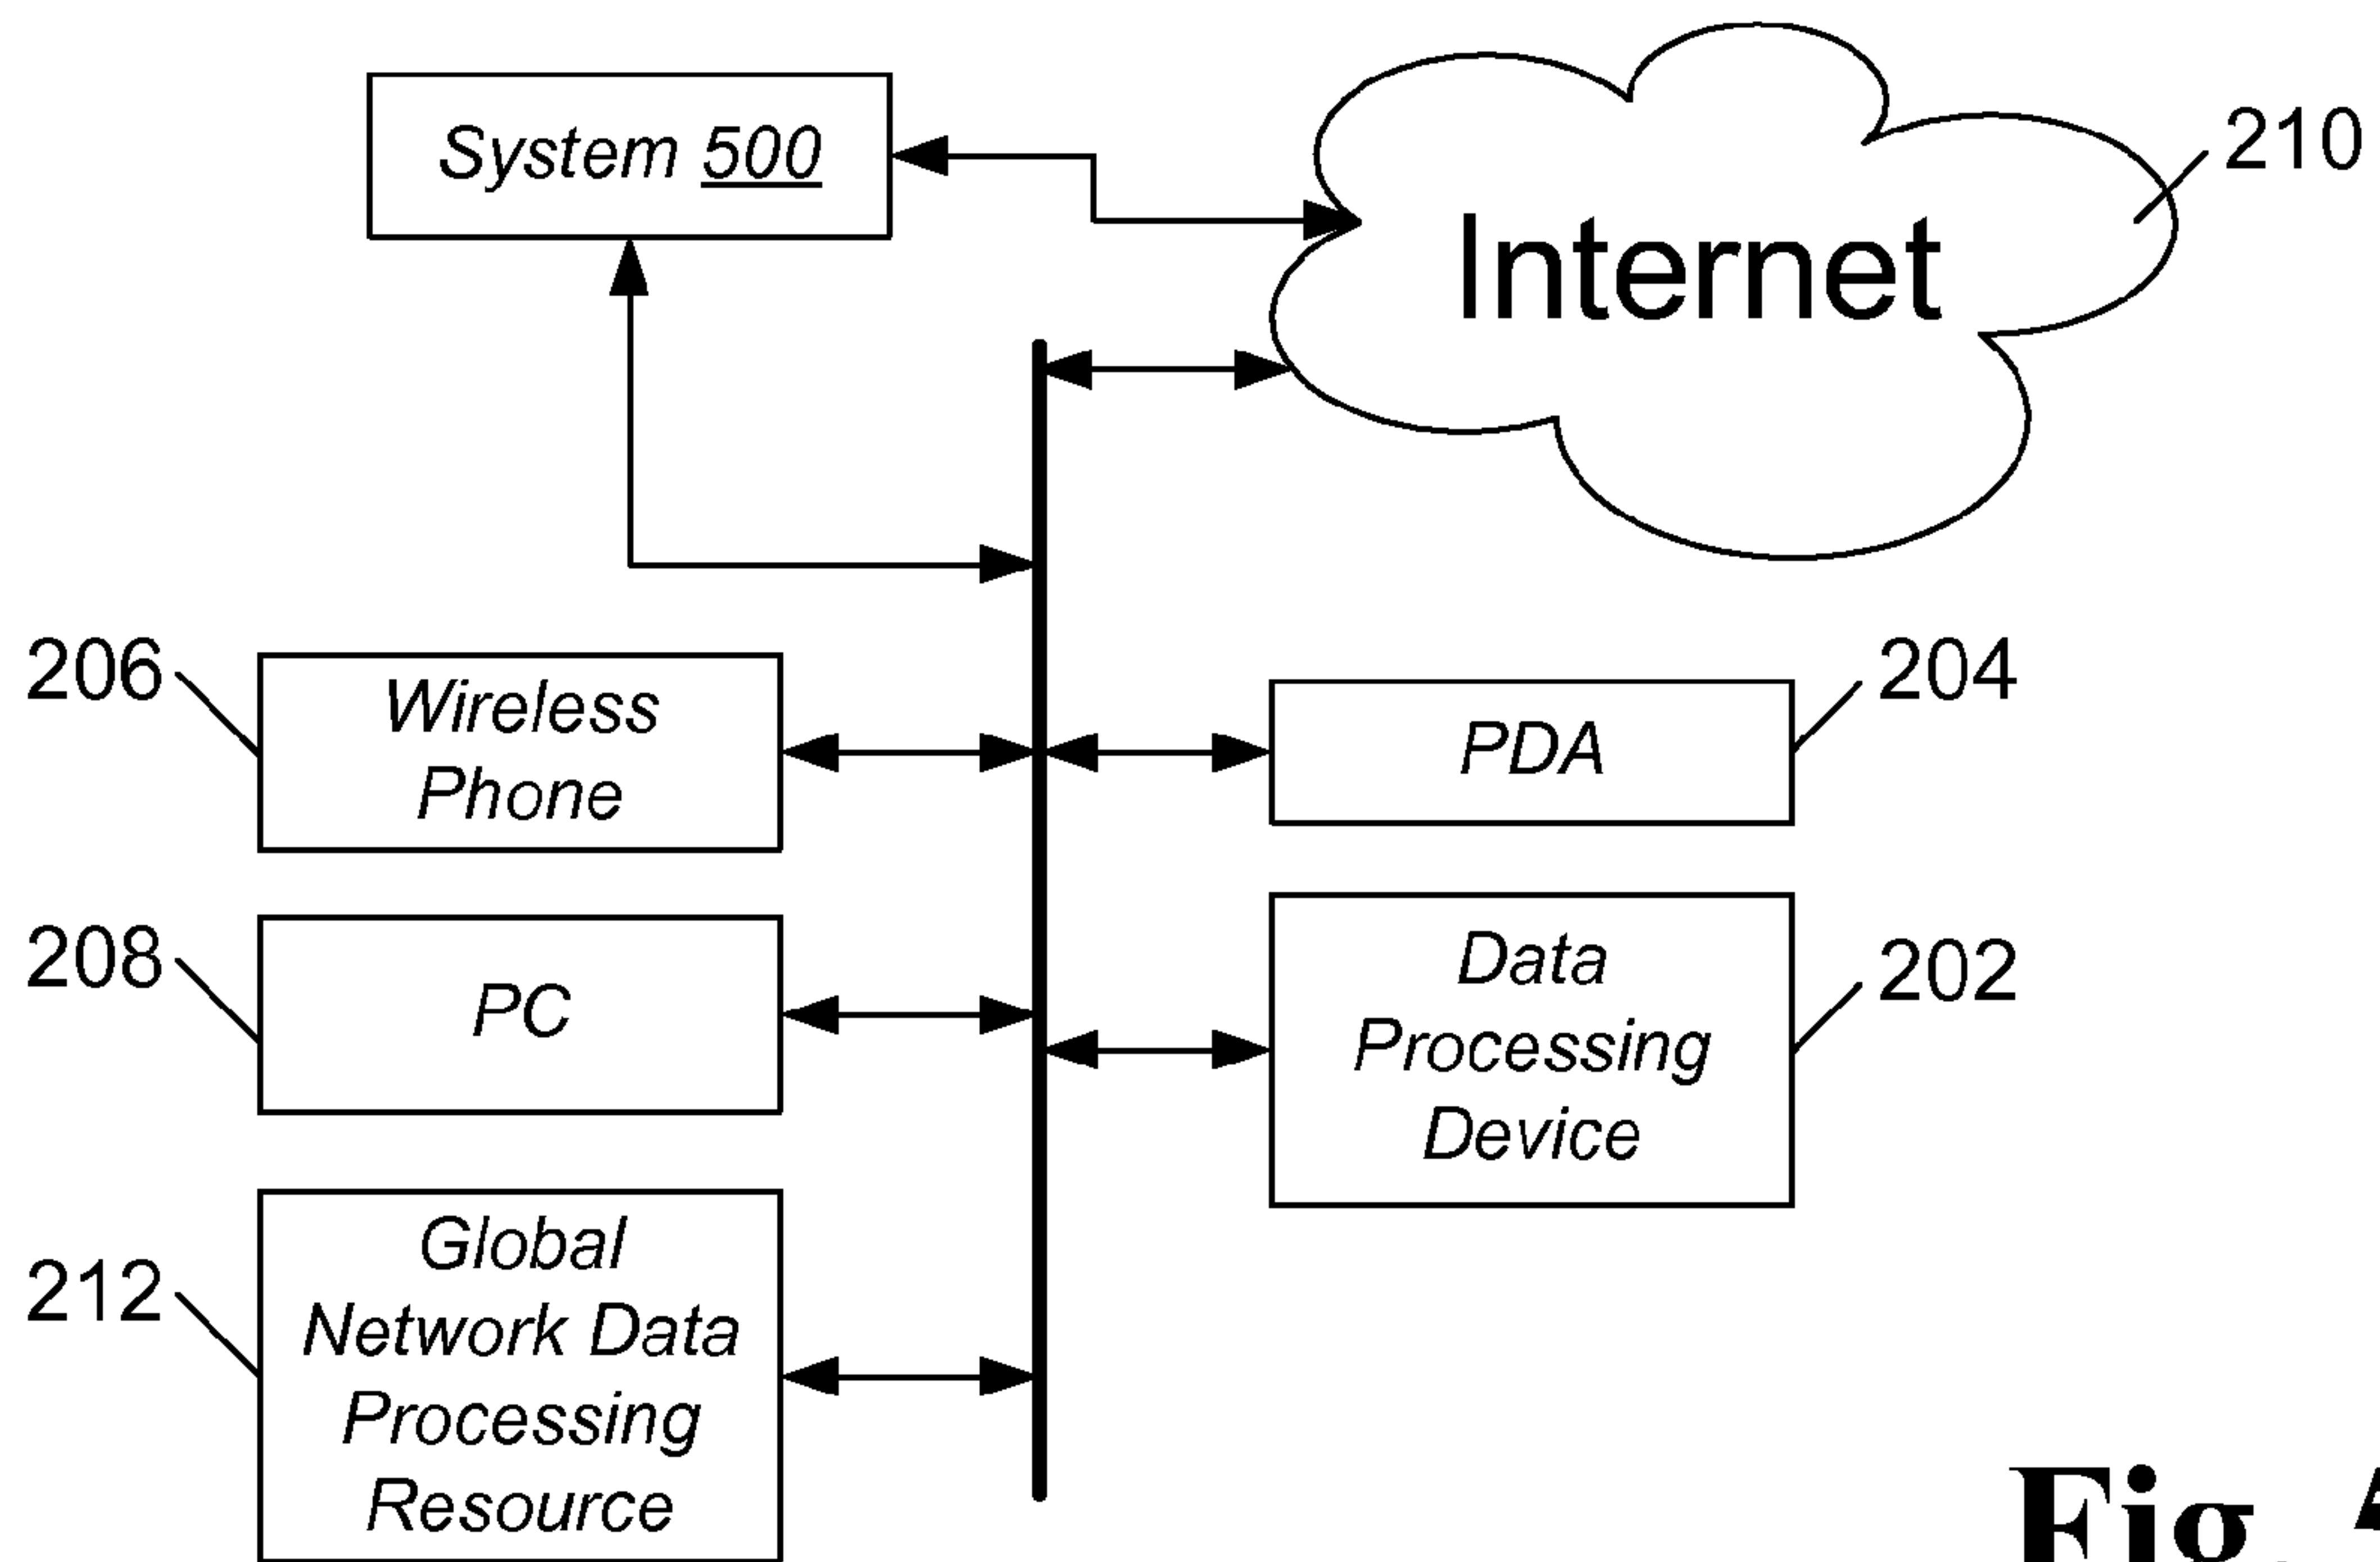 System 500
210
Internet
206
Wireless
Phone
204
PDA
208
PC
Data
Processing
Device
202
212
Global
Network Data
Processing
Resource
Fig.